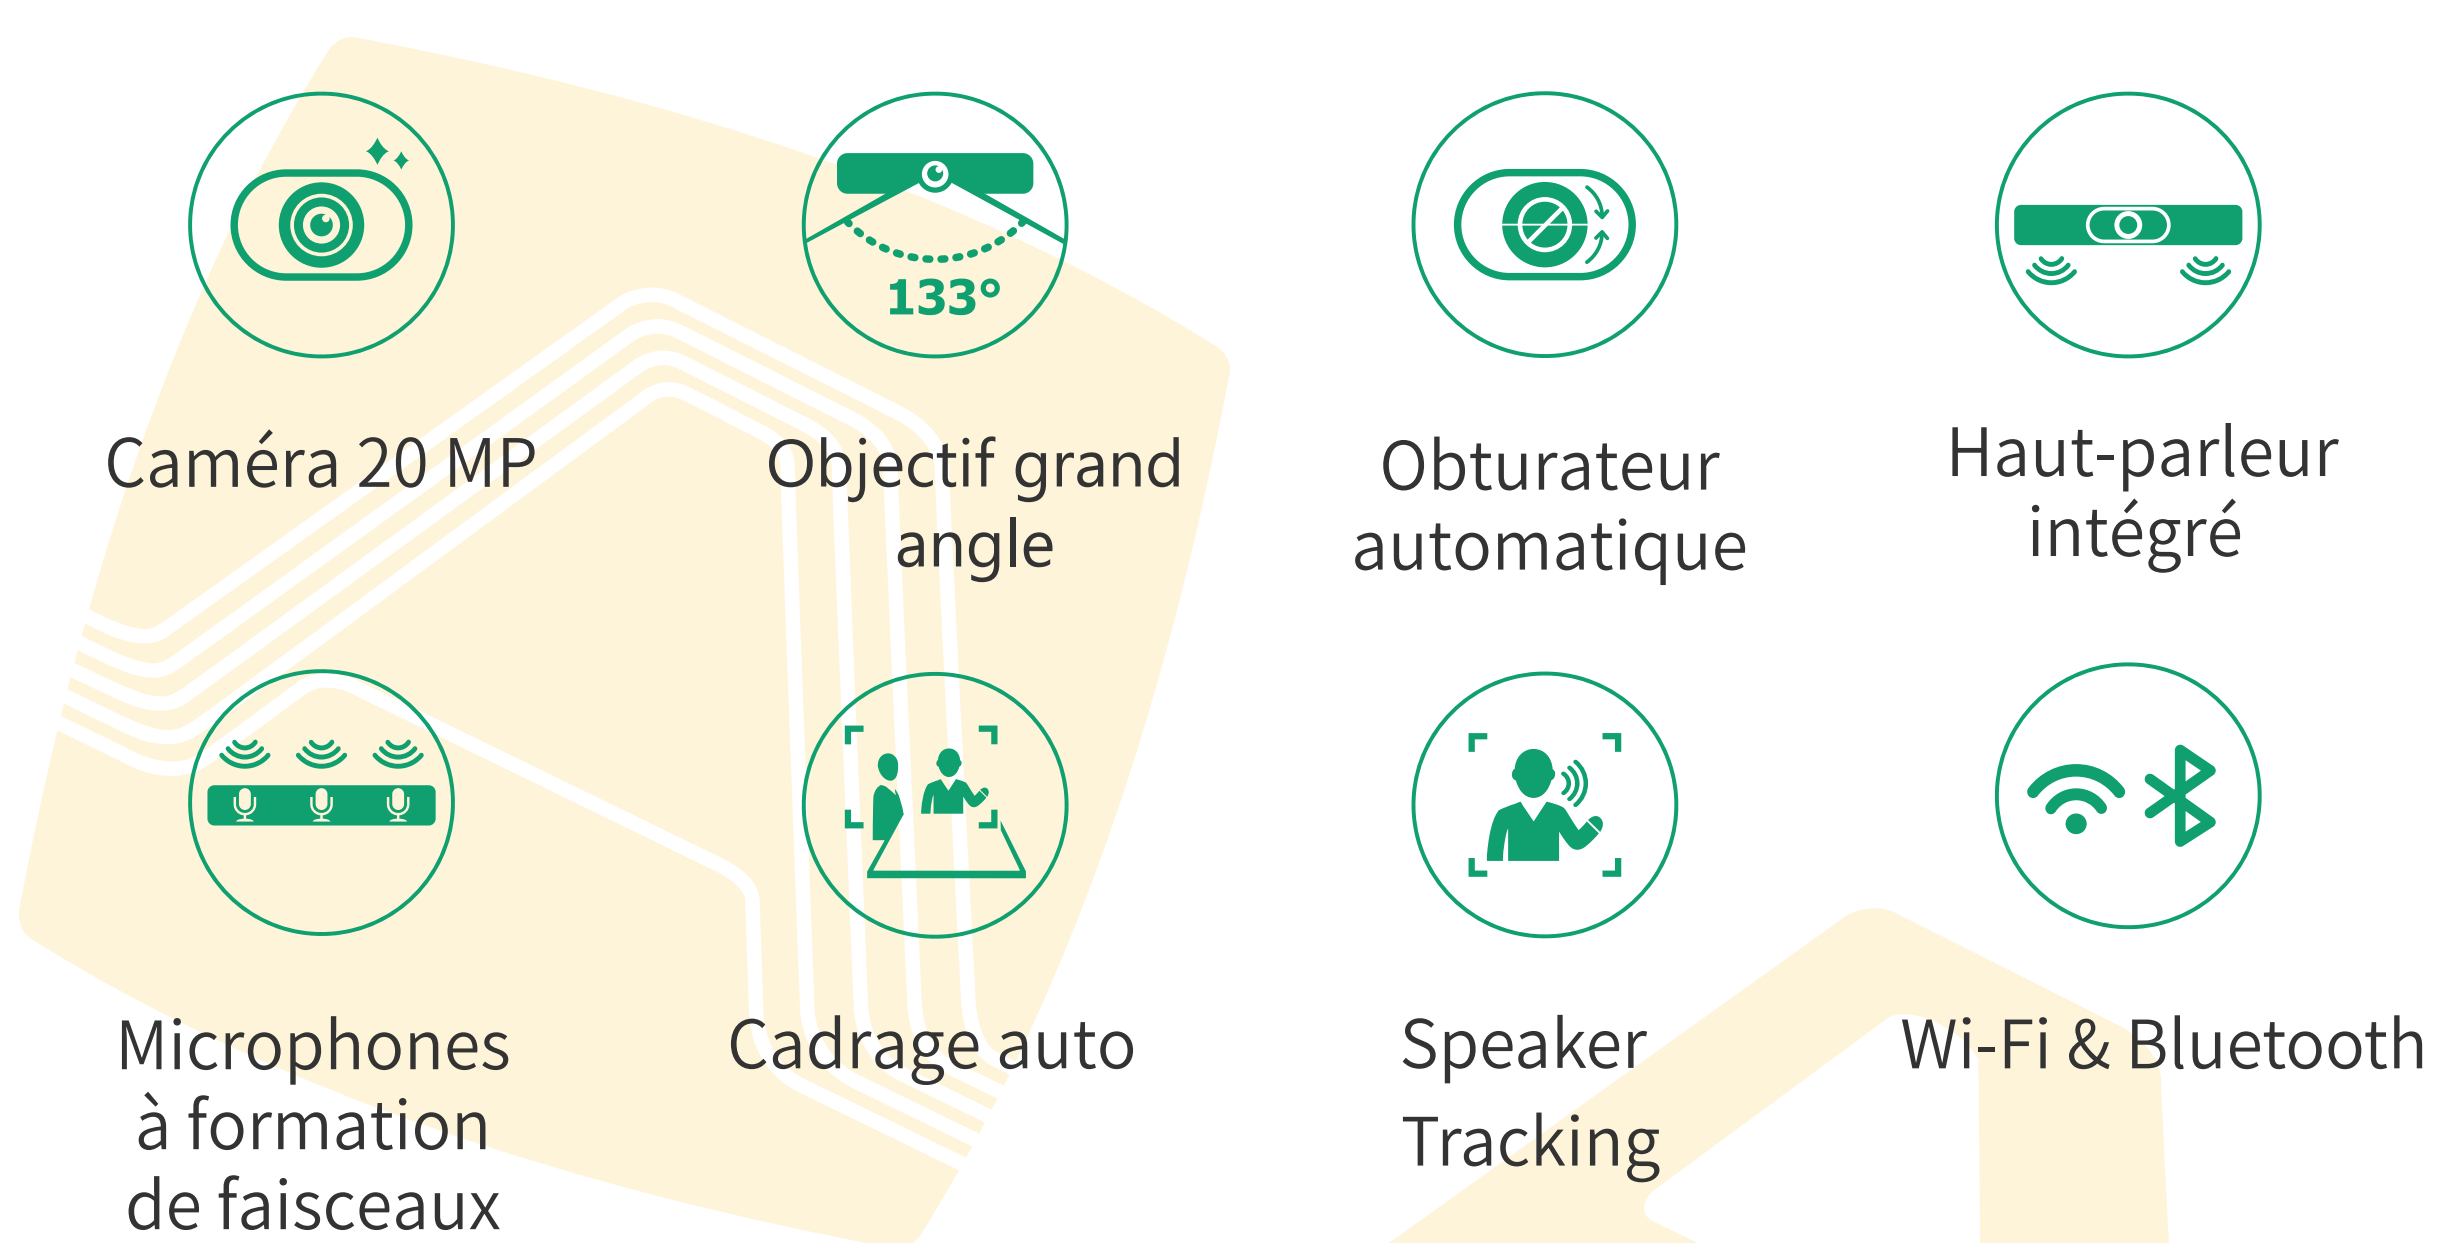 133°
Caméra 20 MP
Objectif grand
angle
Obturateur
automatique
Haut-parleur
intégré
Microphones
à formation
de faisceaux
Cadrage auto
Speaker
Tracking
Wi-Fi & Bluetooth